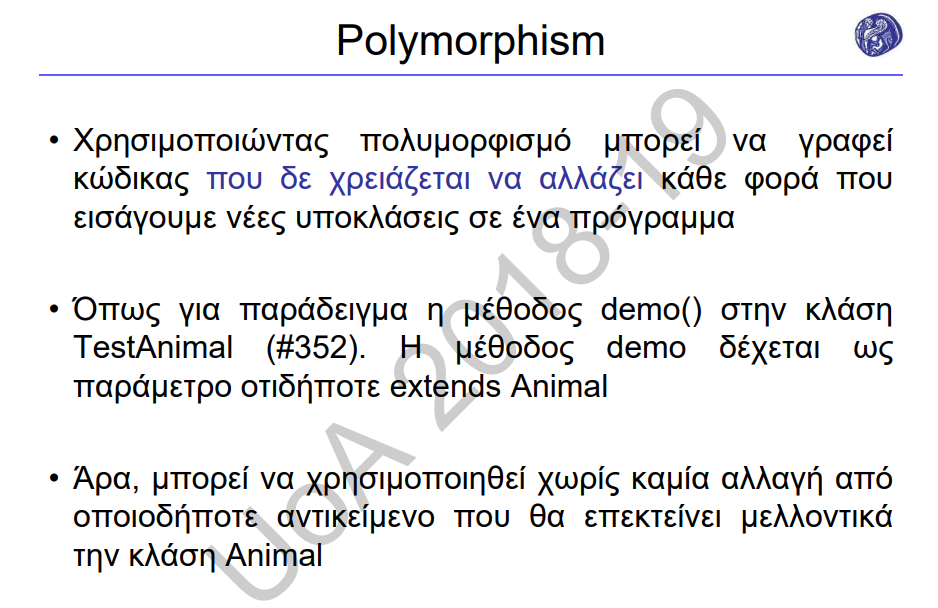 Polymorphism
• Χρησιμοποιώντας πολυμορφισμό μπορεί να γραφεί
κώδικας που δε χρειάζεται να αλλάζει κάθε φορά που
εισάγουμε νέες υποκλάσεις σε ένα πρόγραμμα
• Όπως για παράδειγμα η μέθοδος demo() στην κλάση
TestAnimal (#352). Η μέθοδος demo δέχεται ως
παράμετρο οτιδήποτε extends Animal
• Άρα, μπορεί να χρησιμοποιηθεί χωρίς καμία αλλαγή από
οποιοδήποτε αντικείμενο που θα επεκτείνει μελλοντικά
την κλάση Animal
UoA 2018-19